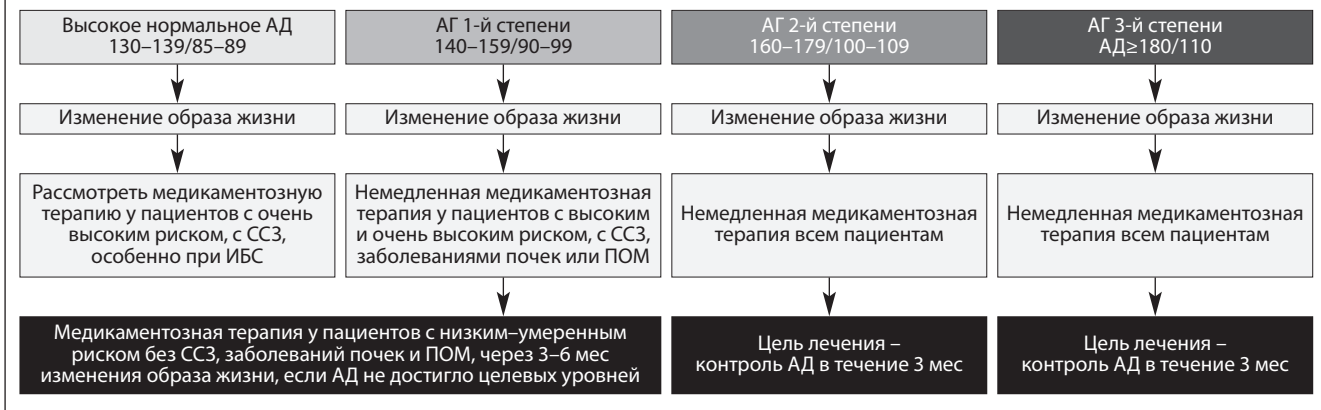 Высокое нормальное АД
130–139/85–89
АГ 1-й степени
140–159/90–99
АГ 2-й степени
160–179/100–109
АГ 3-й степени
АД≥180/110
Изменение образа жизни
Изменение образа жизни
Изменение образа жизни
Изменение образа жизни
Рассмотреть медикаментозную
терапию у пациентов с очень
высоким риском, с ССЗ,
особенно при ИБС
Немедленная медикаментозная
терапия у пациентов с высоким
и очень высоким риском, с ССЗ,
заболеваниями почек или ПОМ
Немедленная медикаментозная
терапия всем пациентам
Немедленная медикаментозная
терапия всем пациентам
Медикаментозная терапия у пациентов с низким–умеренным
риском без ССЗ, заболеваний почек и ПОМ, через 3–6 мес
изменения образа жизни, если АД не достигло целевых уровней
Цель лечения –
контроль АД в течение 3 мес
Цель лечения –
контроль АД в течение 3 мес